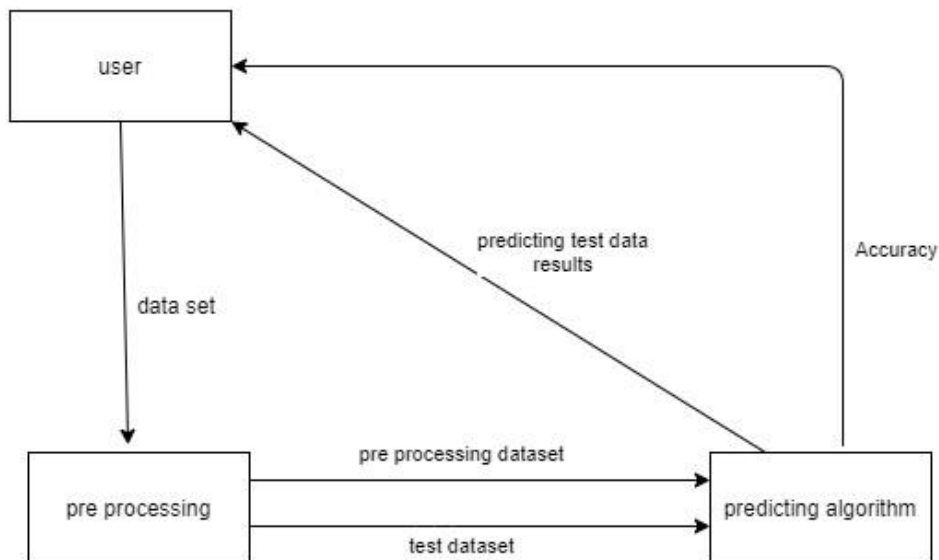 user
predicting test data
results
Accuracy
data set
pre processing dataset
pre processing
predicting algorithm
test dataset